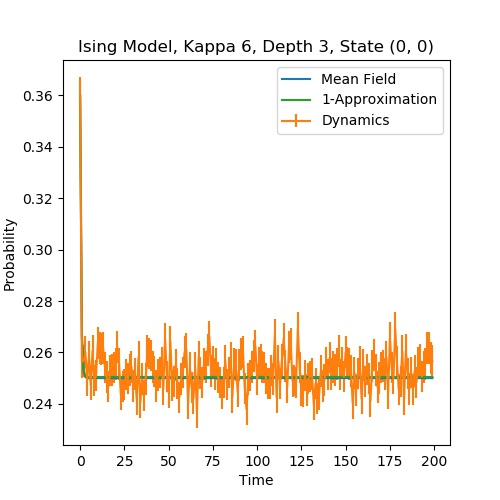 Ising Model, Kappa 6, Depth 3, State (0, 0)
Mean Field
1-Approximation
Dynamics
0.36
0.34
0.32
0.30
0.28
0.26
0.24
Probability
0 25 50 75 100 125 150 175 200
Time